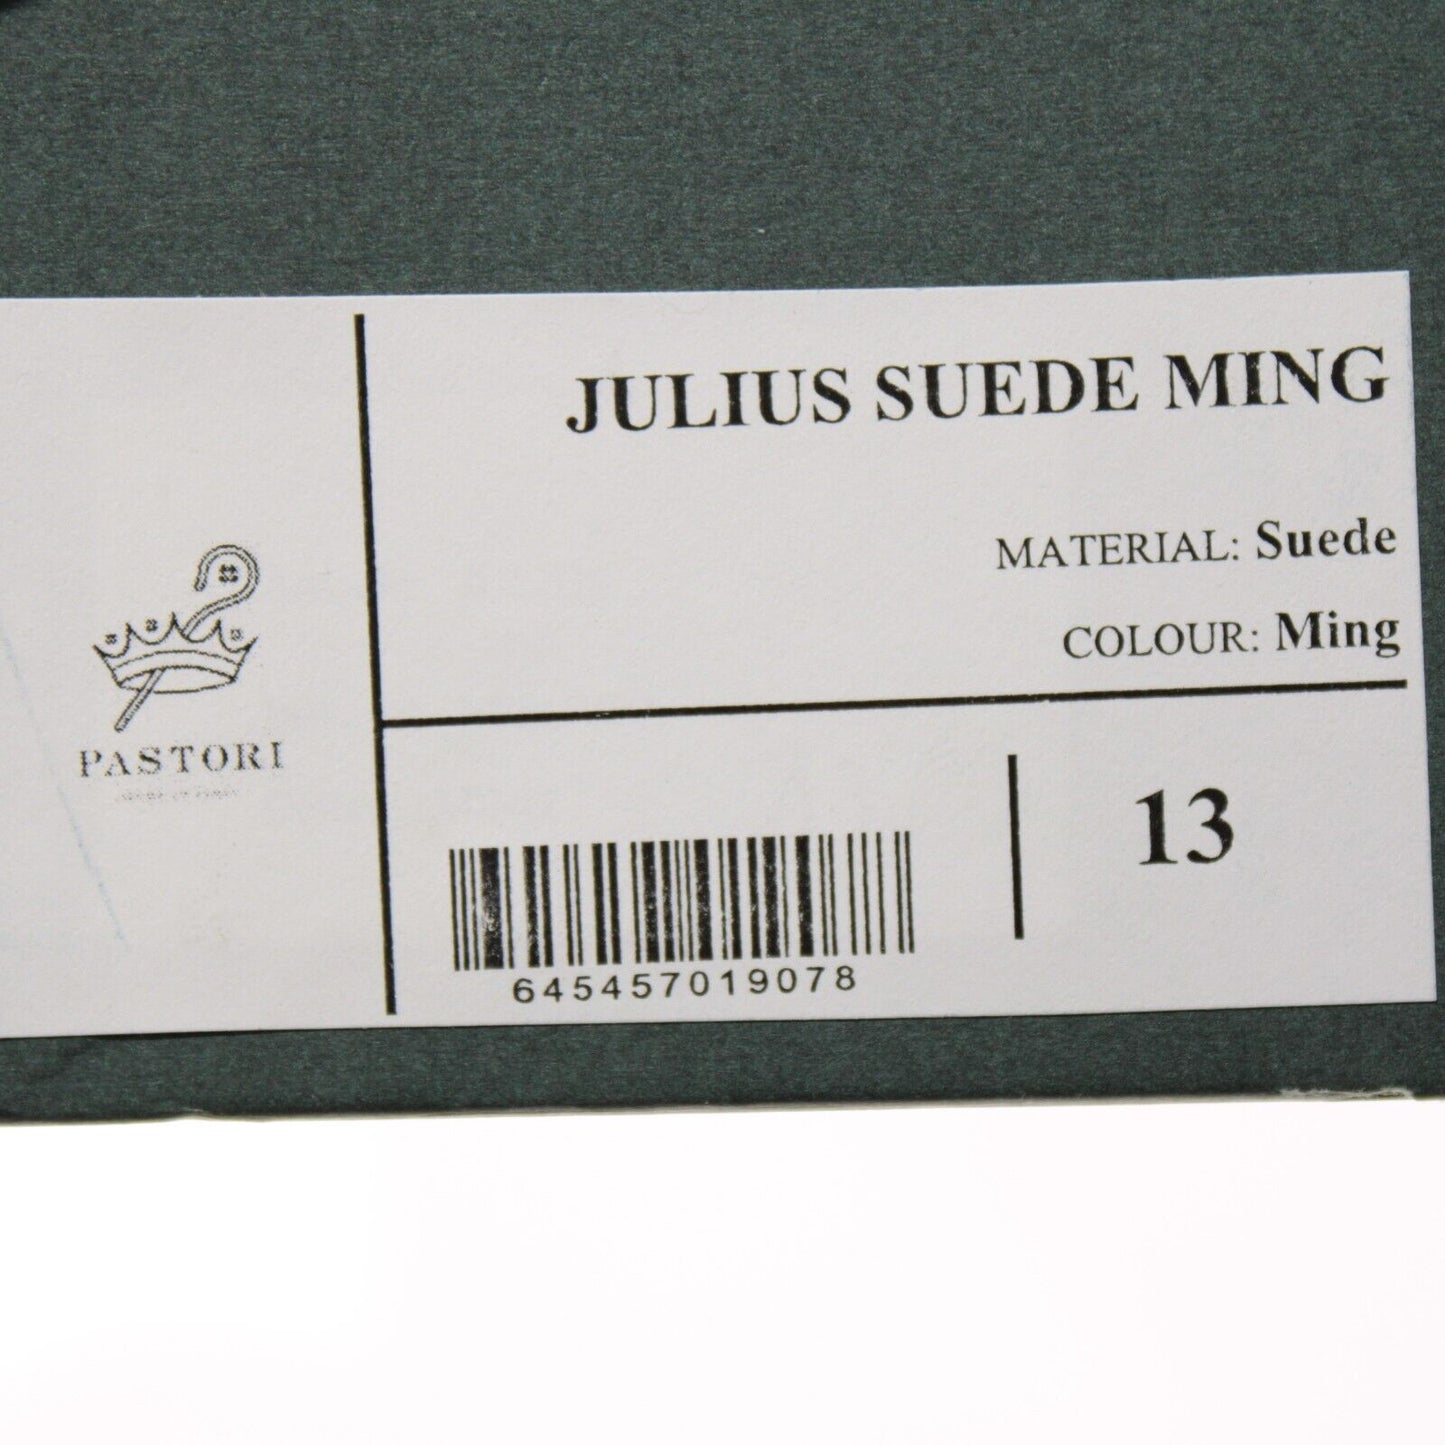 JULIUS SUEDE MING
MATERIAL: Suede
COLOUR: Ming
PASTORI
13
645457019078